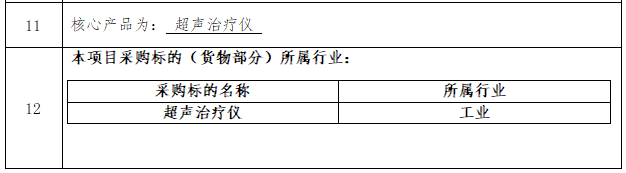 11
核心产品为：超声治疗仪
12
本项目采购标的（货物部分）所属行业：
采购标的名称 所属行业
超声治疗仪 工业